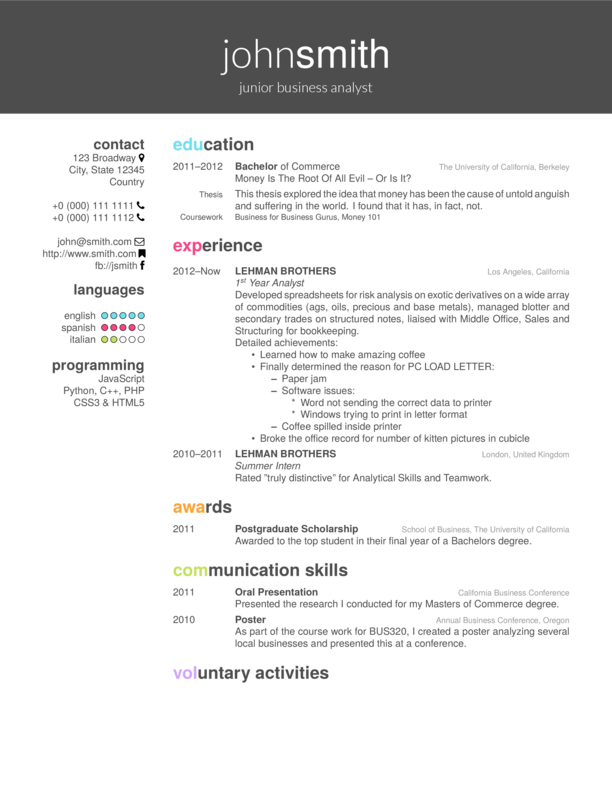 johnsmith
junior business analyst
contact
123 Broadway
City, State 12345
Country
+0 (000) 111 1111
+0 (000) 111 1112
john@smith.com
http://www.smith.com
fb://jsmith
languages
english
spanish
italian
programming
JavaScript
Python, C++, PHP
CSS3 & HTML5
education
2011–2012 Bachelor of Commerce The University of California, Berkeley
Money Is The Root Of All Evil – Or Is It?
Thesis This thesis explored the idea that money has been the cause of untold anguish
and suffering in the world. I found that it has, in fact, not.
Coursework Business for Business Gurus, Money 101
experience
2012–Now LEHMAN BROTHERS Los Angeles, California
1st Year Analyst
Developed spreadsheets for risk analysis on exotic derivatives on a wide array
of commodities (ags, oils, precious and base metals), managed blotter and
secondary trades on structured notes, liaised with Middle Office, Sales and
Structuring for bookkeeping.
Detailed achievements:
• Learned how to make amazing coffee
• Finally determined the reason for PC LOAD LETTER:
– Paper jam
– Software issues:
* Word not sending the correct data to printer
* Windows trying to print in letter format
– Coffee spilled inside printer
• Broke the office record for number of kitten pictures in cubicle
2010–2011 LEHMAN BROTHERS London, United Kingdom
Summer Intern
Rated "truly distinctive" for Analytical Skills and Teamwork.
awards
2011 Postgraduate Scholarship School of Business, The University of California
Awarded to the top student in their final year of a Bachelors degree.
communication skills
2011 Oral Presentation California Business Conference
Presented the research I conducted for my Masters of Commerce degree.
2010 Poster Annual Business Conference, Oregon
As part of the course work for BUS320, I created a poster analyzing several
local businesses and presented this at a conference.
voluntary activities